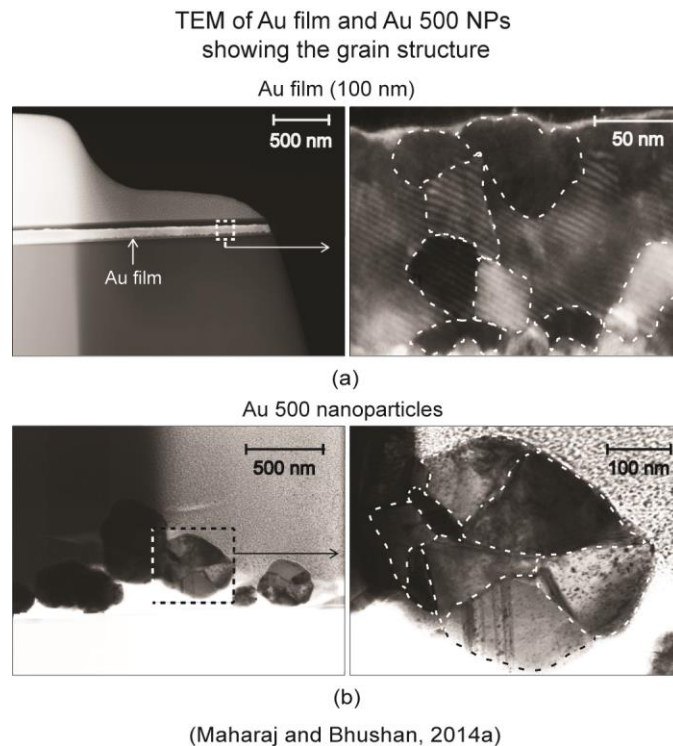 TEM of Au film and Au 500 NPs
showing the grain structure
Au film (100 nm)
500 nm
50 nm
Au film
(a)
Au 500 nanoparticles
500 nm
100 nm
(b)
(Maharaj and Bhushan, 2014a)